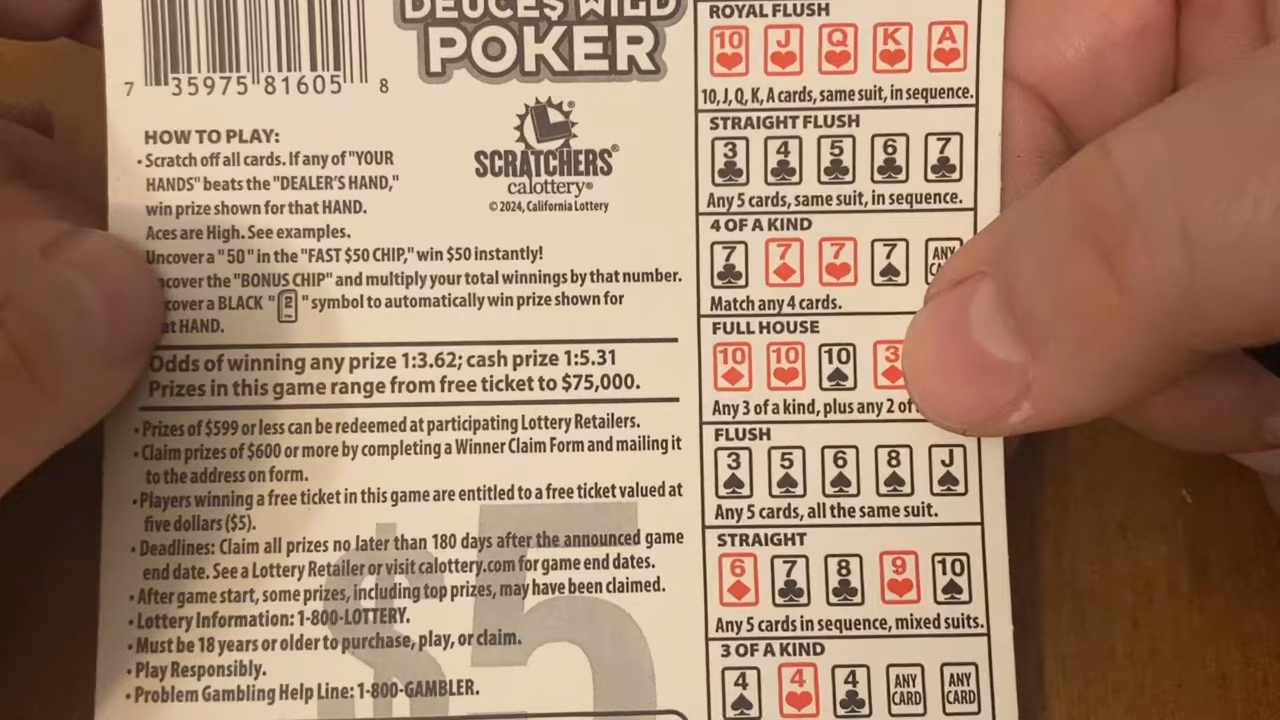 DEUCE$ WILD
POKER
7 35975 81605 8
HOW TO PLAY:
• Scratch off all cards. If any of "YOUR
HANDS" beats the "DEALER'S HAND,"
win prize shown for that HAND.
Aces are High. See examples.
Uncover a "50" in the "FAST $50 CHIP," win $50 instantly!
cover the "BONUS CHIP" and multiply your total winnings by that number.
cover a BLACK "2" symbol to automatically win prize shown for
at HAND.
SCRATCHERS®
calottery®
© 2024, California Lottery
Odds of winning any prize 1:3.62; cash prize 1:5.31
Prizes in this game range from free ticket to $75,000.
• Prizes of $599 or less can be redeemed at participating Lottery Retailers.
• Claim prizes of $600 or more by completing a Winner Claim Form and mailing it
to the address on form.
• Players winning a free ticket in this game are entitled to a free ticket valued at
five dollars ($5).
• Deadlines: Claim all prizes no later than 180 days after the announced game
end date. See a Lottery Retailer or visit calottery.com for game end dates.
• After game start, some prizes, including top prizes, may have been claimed.
• Lottery Information: 1-800-LOTTERY.
• Must be 18 years or older to purchase, play, or claim.
• Play Responsibly.
• Problem Gambling Help Line: 1-800-GAMBLER.
$5
ROYAL FLUSH
10 J Q K A
10, J, Q, K, A cards, same suit, in sequence.
STRAIGHT FLUSH
3 4 5 6 7
Any 5 cards, same suit, in sequence.
4 OF A KIND
7 7 7 7 ANY
Match any 4 cards.
FULL HOUSE
10 10 10 3
Any 3 of a kind, plus any 2 of
FLUSH
3 5 6 8 J
Any 5 cards, all the same suit.
STRAIGHT
6 7 8 9 10
Any 5 cards in sequence, mixed suits.
3 OF A KIND
4 4 4 ANY CARD ANY CARD